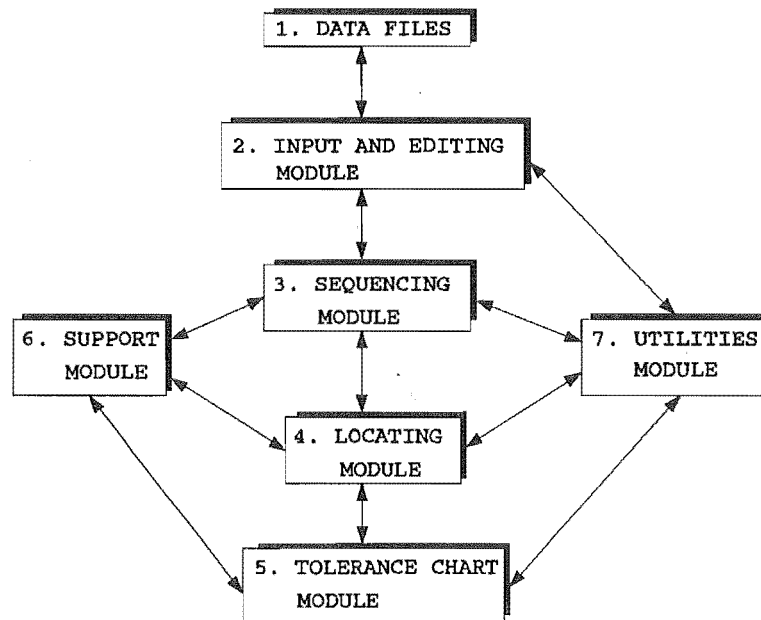 1. DATA FILES
2. INPUT AND EDITING
MODULE
3. SEQUENCING
MODULE
6. SUPPORT
MODULE
7. UTILITIES
MODULE
4. LOCATING
MODULE
5. TOLERANCE CHART
MODULE